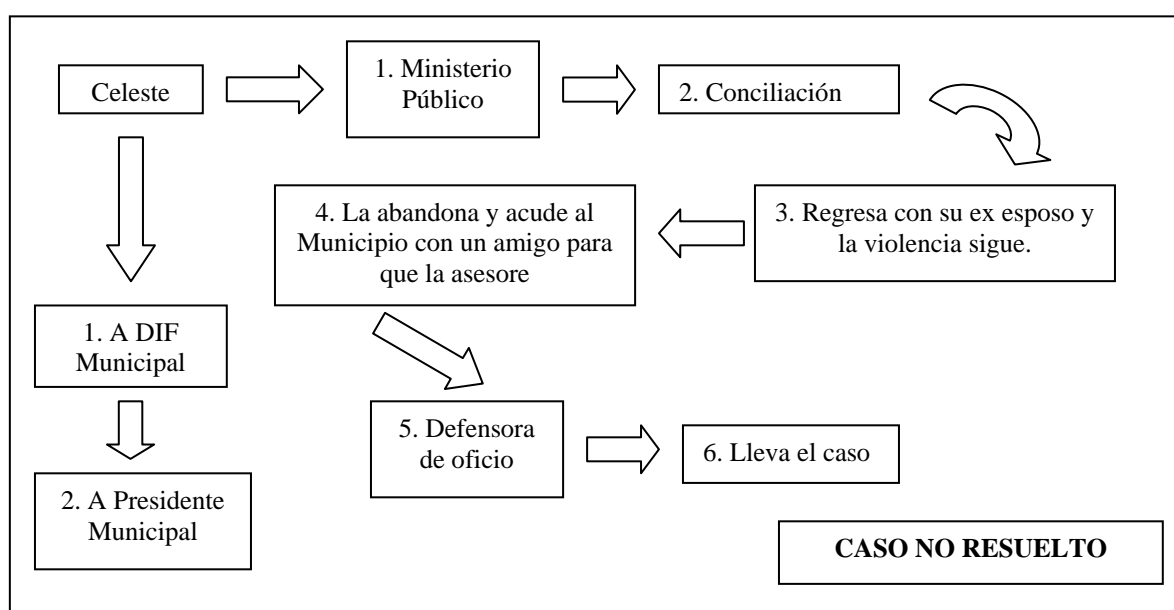 Celeste
1. Ministerio
Público
2. Conciliación
3. Regresa con su ex esposo y
la violencia sigue.
4. La abandona y acude al
Municipio con un amigo para
que la asesore
5. Defensora
de oficio
6. Lleva el caso
1. A DIF
Municipal
2. A Presidente
Municipal
CASO NO RESUELTO